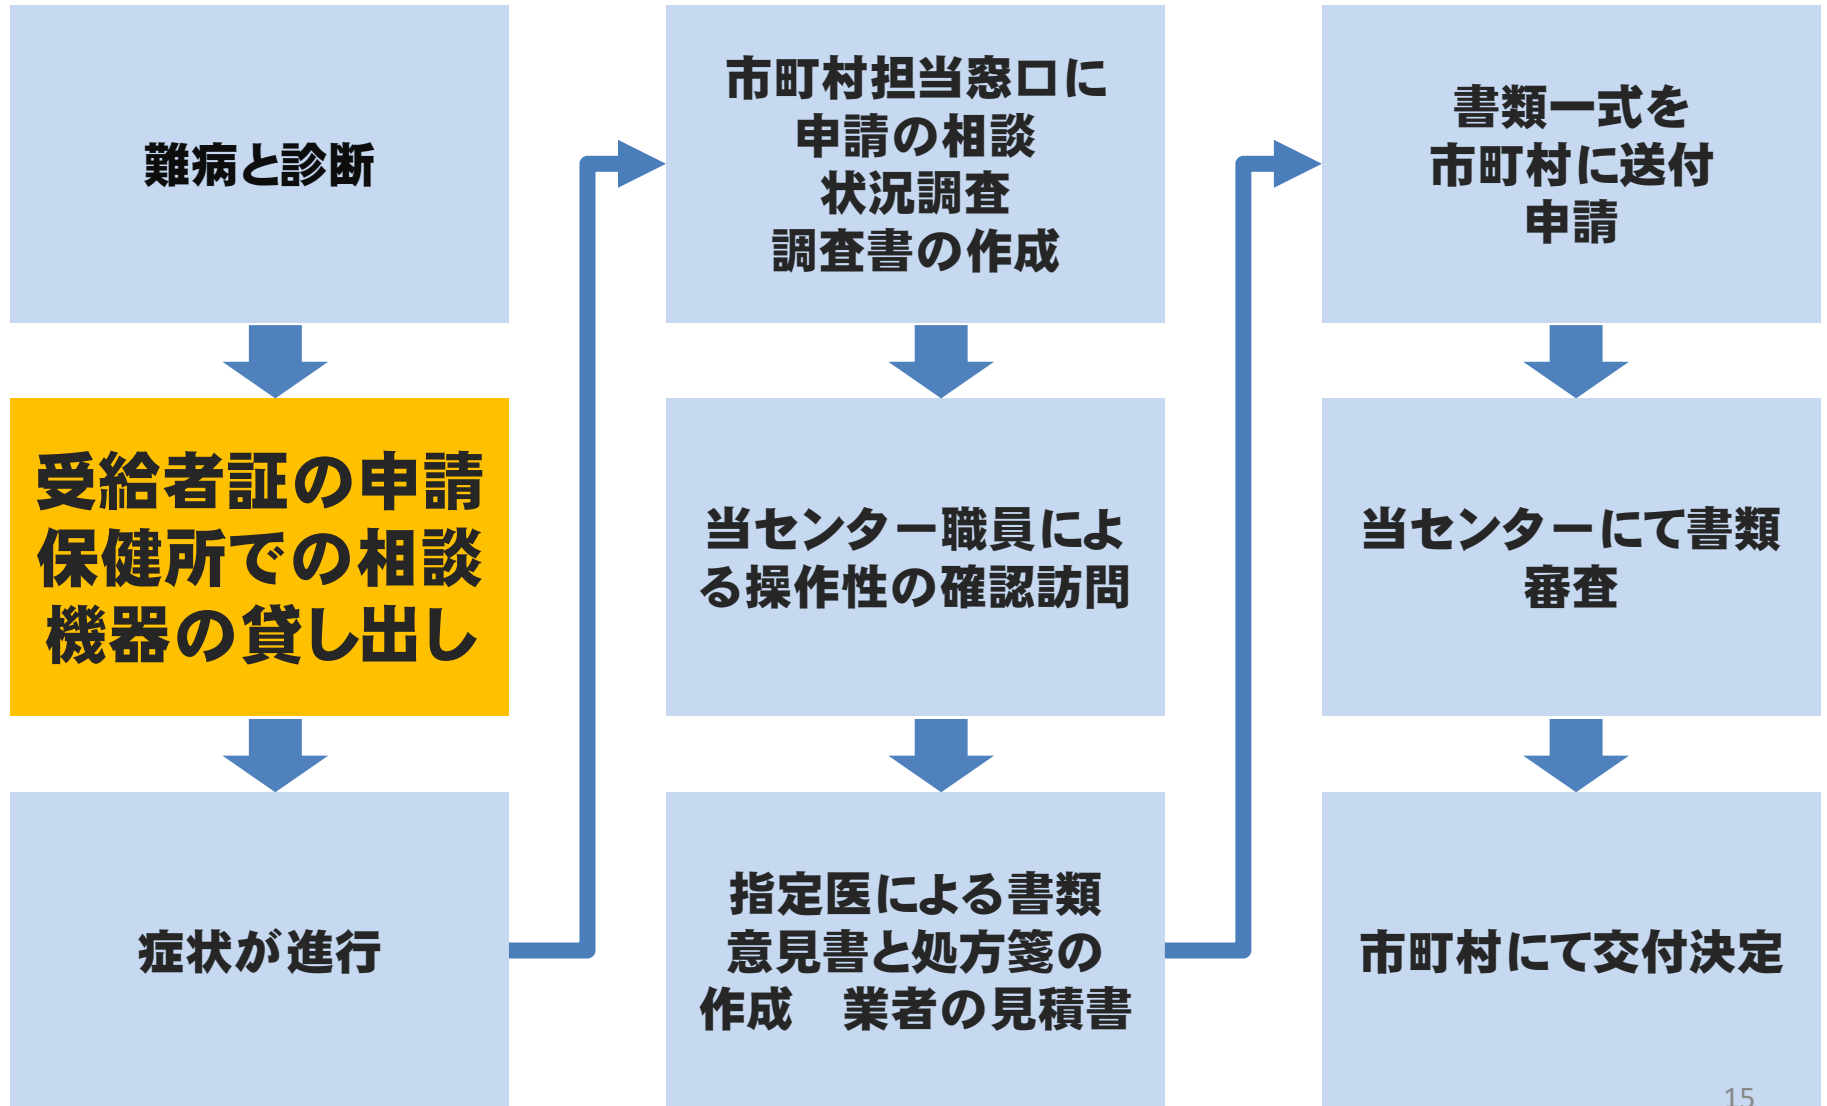 難病と診断
受給者証の申請
保健所での相談
機器の貸し出し
症状が進行
市町村担当窓口に
申請の相談
状況調査
調査書の作成
当センター職員によ
る操作性の確認訪問
指定医による書類
意見書と処方箋の
作成　業者の見積書
書類一式を
市町村に送付
申請
当センターにて書類
審査
市町村にて交付決定
15